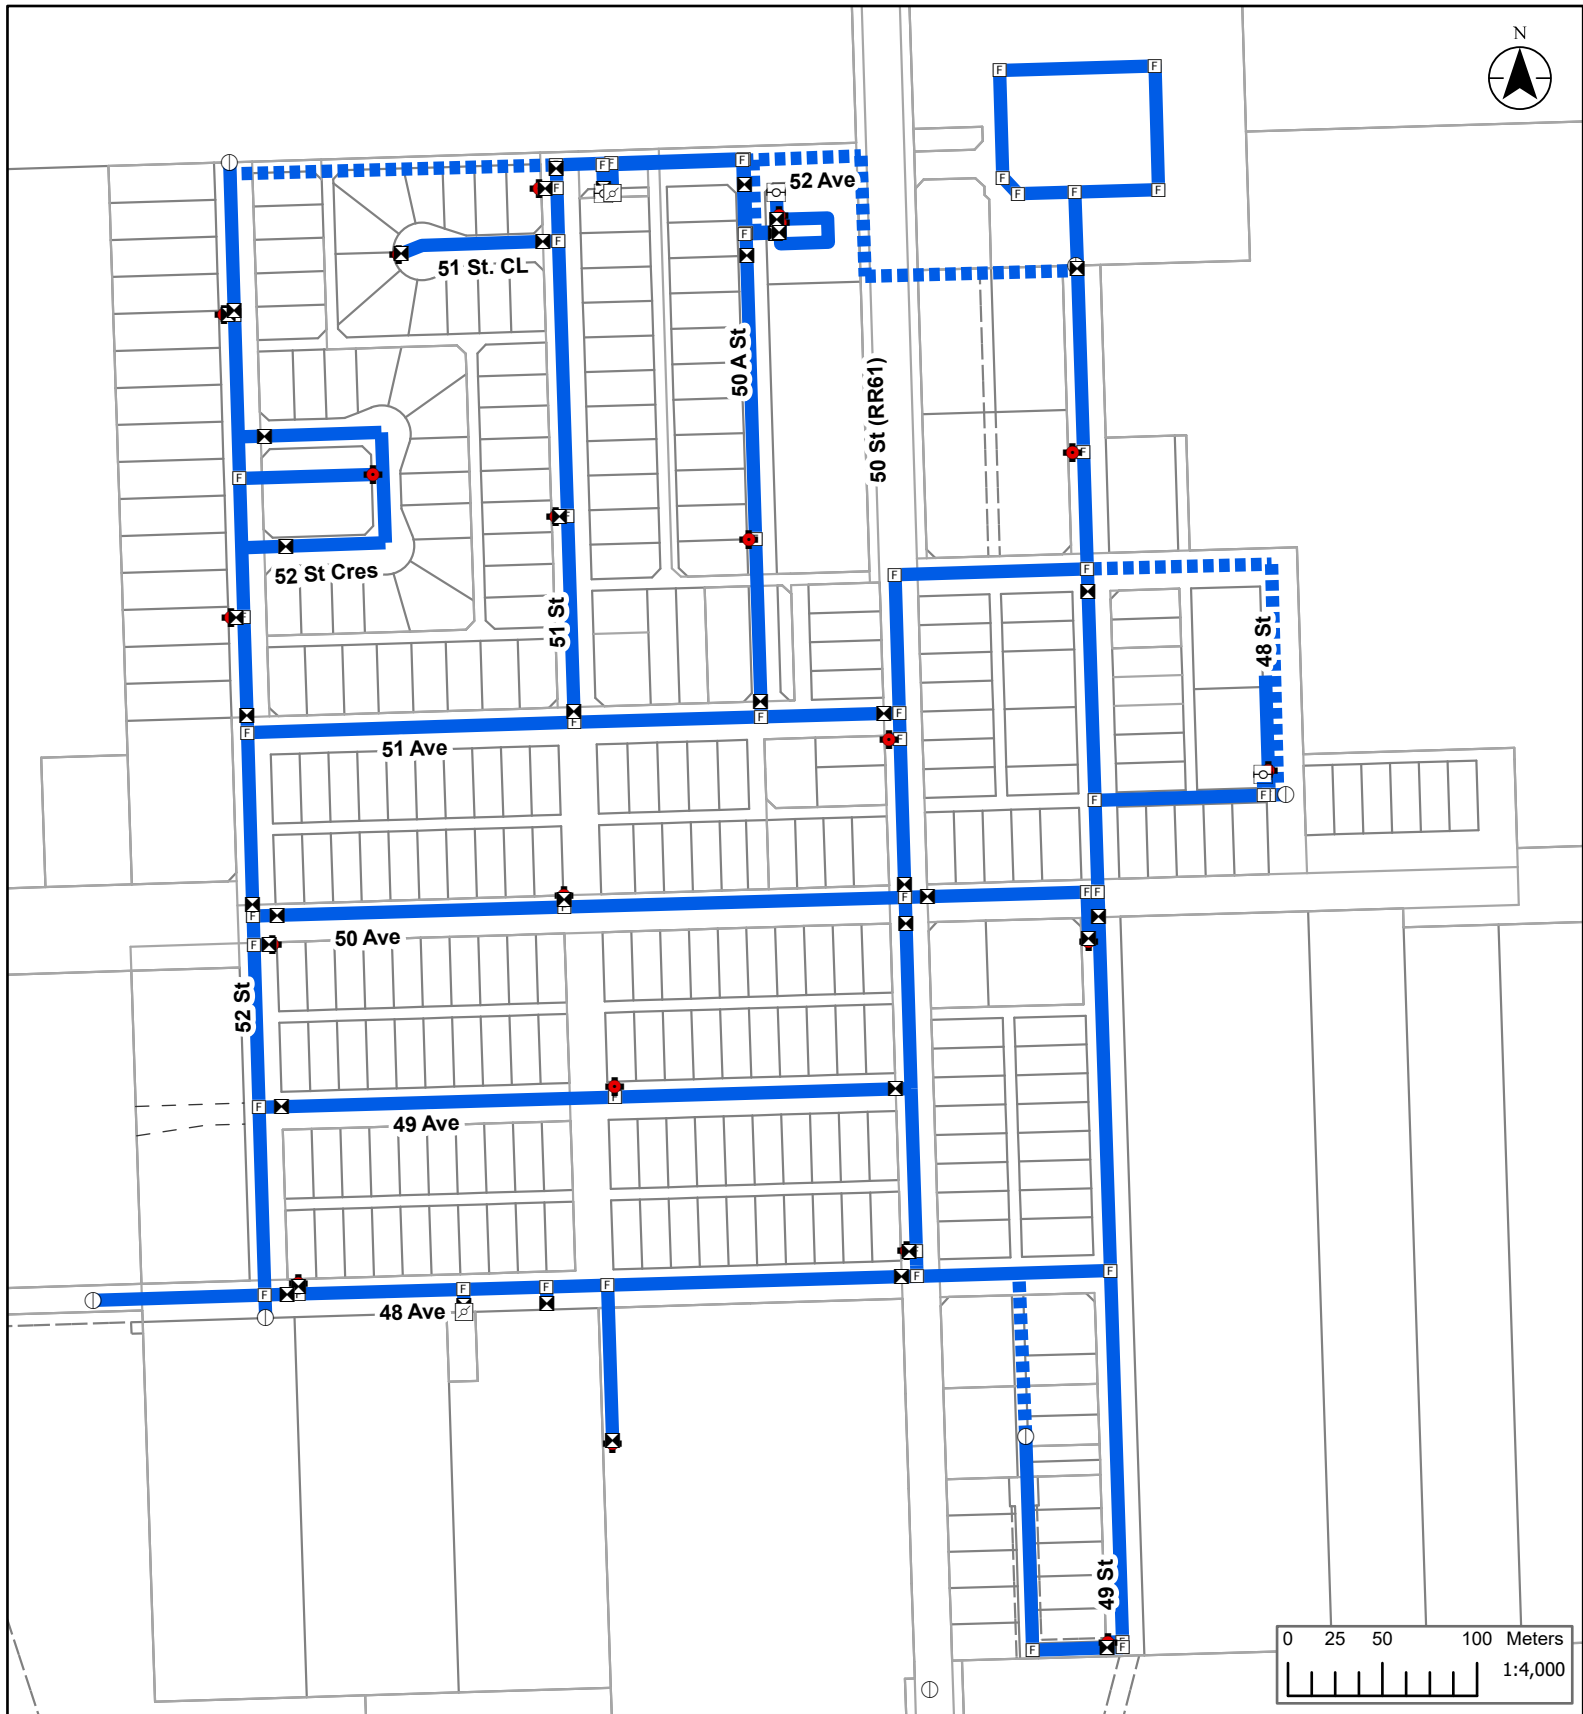 N
52 Ave
51 St. CL
50 A St
50 St (RR61)
52 St Cres
51 St
48 St
51 Ave
50 Ave
52 St
49 Ave
48 Ave
49 St
0 25 50 100 Meters
1:4,000